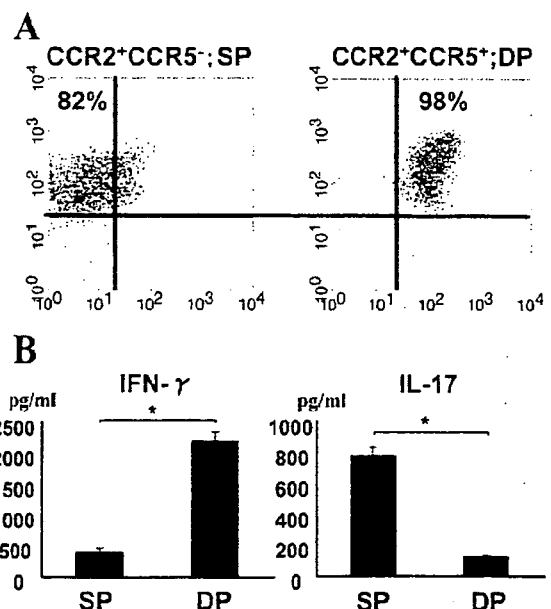 A
CCR2⁺CCR5⁻;SP
CCR2⁺CCR5⁺;DP
82%
98%
10⁴
10³
10²
10¹
10⁰
10⁰ 10¹ 10² 10³ 10⁴
10⁴
10³
10²
10¹
10⁰
10⁰ 10¹ 10² 10³ 10⁴
B
IFN-γ
pg/ml
*
2500
2000
500
000
500
0
SP DP
IL-17
pg/ml
*
1000
800
600
400
200
0
SP DP